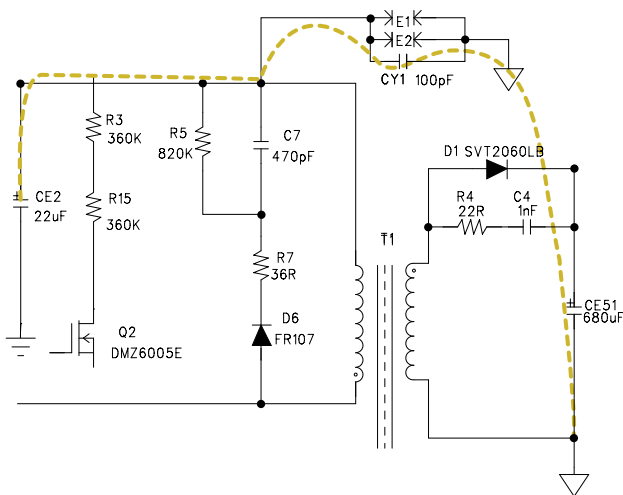 E1
E2
CY1 100pF
R3
360K
R5
820K
C7
470pF
D1 SVT2060LB
CE2
22uF
R15
360K
R4
22R
C4
1nF
T1
R7
36R
CE51
680uF
Q2
DMZ6005E
D6
FR107